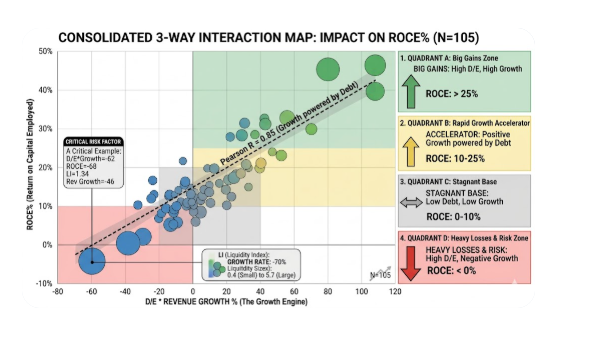 CONSOLIDATED 3-WAY INTERACTION MAP: IMPACT ON ROCE% (N=105)
ROCE% (Return on Capital Employed)
50%
40%
30%
20%
10%
0%
-10%
CRITICAL RISK FACTOR
A Critical Example:
D/E*Growth=-62
ROCE=-68
LI=1.34
Rev Growth=-46
Pearson R = 0.85 (Growth powered by Debt)
LI (Liquidity Index):
GROWTH RATE: -70%
Liquiditiy Sizes):
0.4 (Small) to 5.7 (Large)
N=105
-80
-60
-40
-20
0
20
40
60
80
100
120
D/E * REVENUE GROWTH % (The Growth Engine)
1. QUADRANT A: Big Gains Zone
BIG GAINS: High D/E, High Growth
ROCE: > 25%
2. QUADRANT B: Rapid Growth Accelerator
ACCELERATOR: Positive
Growth powered by Debt
ROCE: 10-25%
3. QUADRANT C: Stagnant Base
STAGNANT BASE:
Low Debt, Low Growth
ROCE: 0-10%
4. QUADRANT D: Heavy Losses & Risk Zone
HEAVY LOSSES & RISK:
High D/E, Negative Growth
ROCE: < 0%